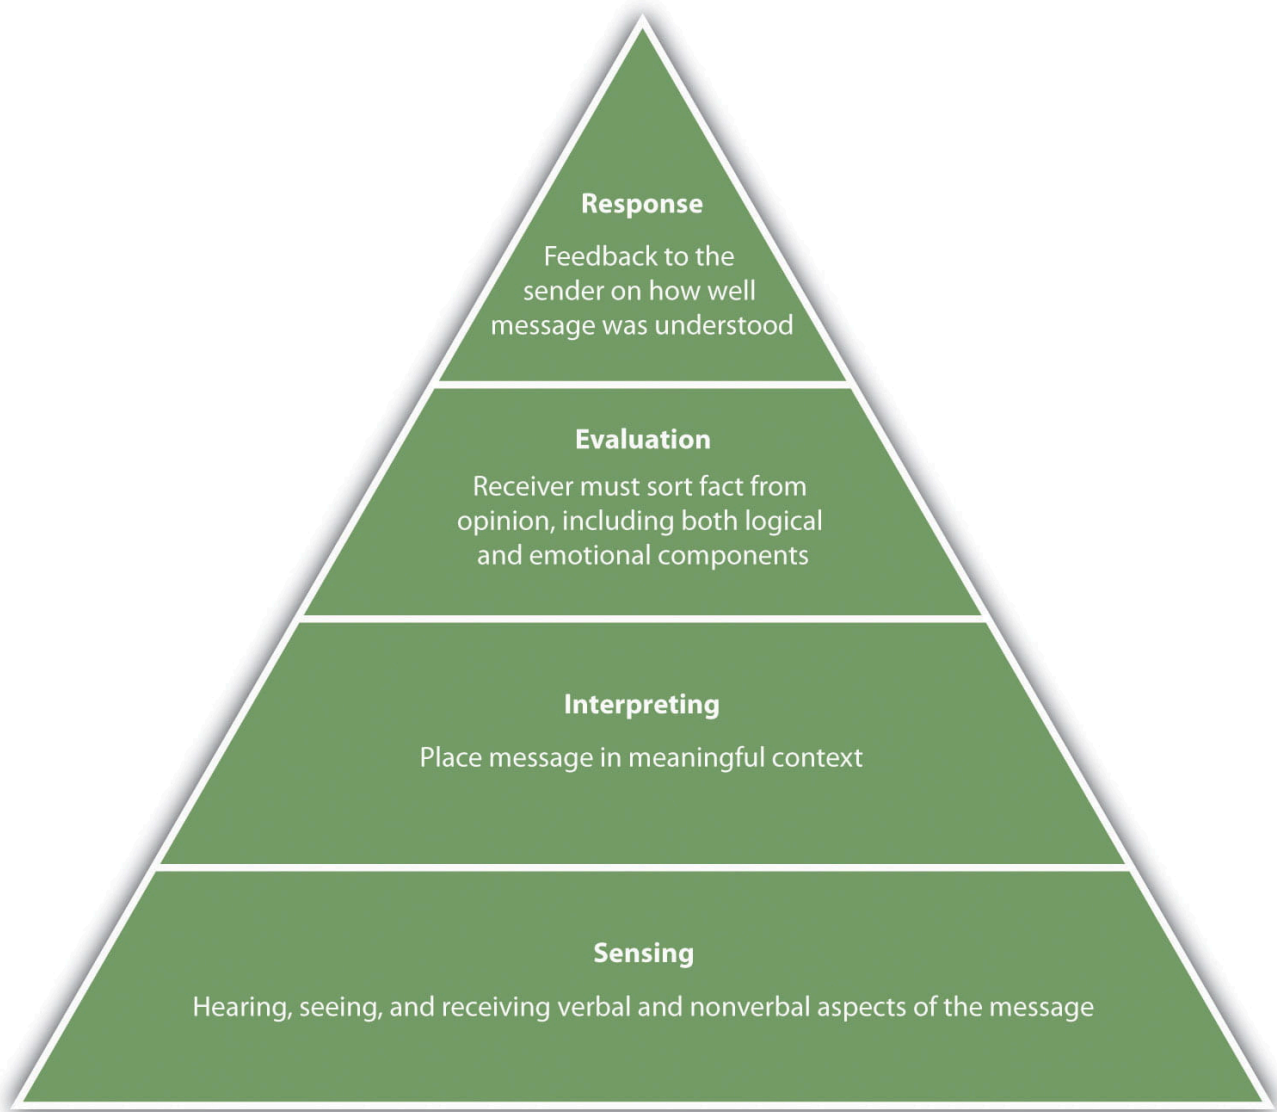 Response
Feedback to the
sender on how well
message was understood
Evaluation
Receiver must sort fact from
opinion, including both logical
and emotional components
Interpreting
Place message in meaningful context
Sensing
Hearing, seeing, and receiving verbal and nonverbal aspects of the message